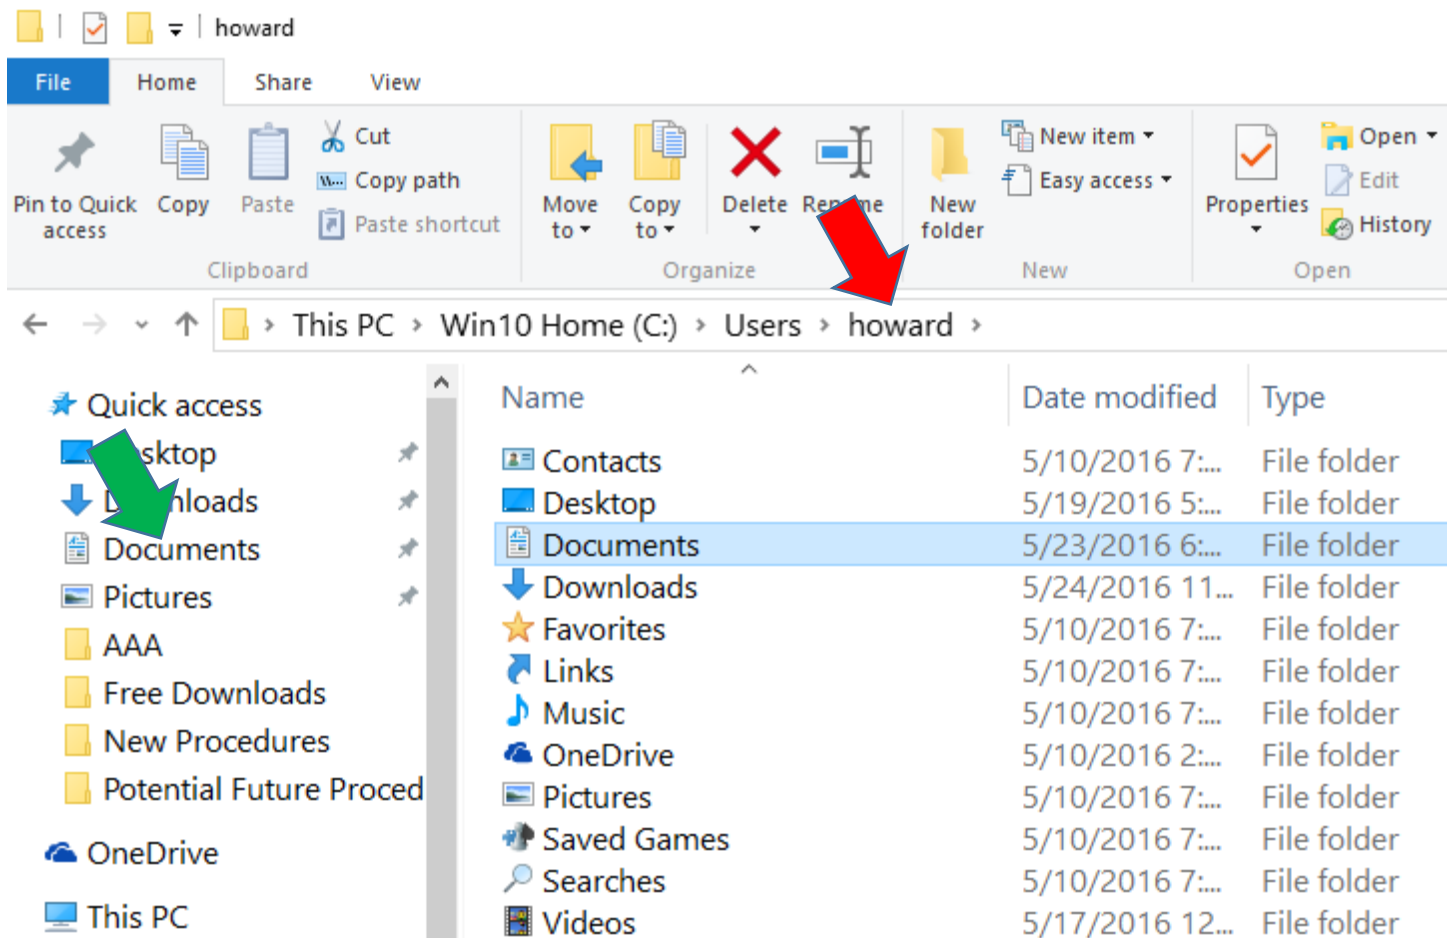 howard
File Home Share View
Pin to Quick access
Copy
Paste
Cut
Copy path
Paste shortcut
Clipboard
Move to
Copy to
Delete
New folder
Organize
New item
Easy access
New
Properties
Open
Edit
History
Open
This PC > Win10 Home (C:) > Users > howard >
Quick access
Downloads
Documents
Pictures
AAA
Free Downloads
New Procedures
Potential Future Proced
OneDrive
This PC
Name Date modified Type
Contacts 5/10/2016 7:... File folder
Desktop 5/19/2016 5:... File folder
Documents 5/23/2016 6:... File folder
Downloads 5/24/2016 11... File folder
Favorites 5/10/2016 7:... File folder
Links 5/10/2016 7:... File folder
Music 5/10/2016 7:... File folder
OneDrive 5/10/2016 2:... File folder
Pictures 5/10/2016 7:... File folder
Saved Games 5/10/2016 7:... File folder
Searches 5/10/2016 7:... File folder
Videos 5/17/2016 12... File folder